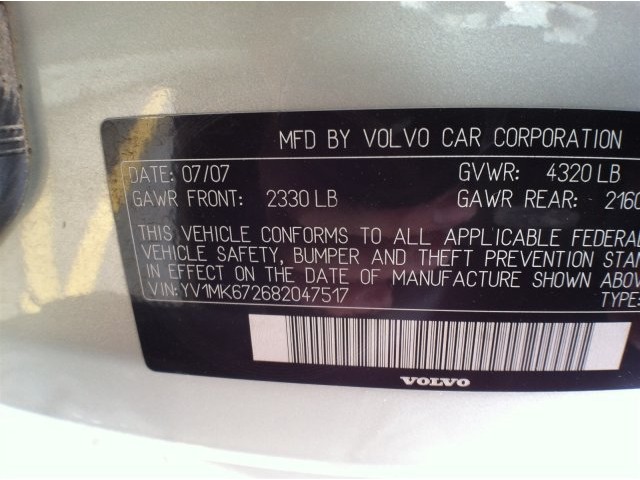 MFD BY VOLVO CAR CORPORATION
DATE: 07/07 GVWR: 4320 LB
GAWR FRONT: 2330 LB GAWR REAR: 2160
THIS VEHICLE CONFORMS TO ALL APPLICABLE FEDERAL
VEHICLE SAFETY, BUMPER AND THEFT PREVENTION STAN
IN EFFECT ON THE DATE OF MANUFACTURE SHOWN ABOV
VIN: YV1MK672682047517 TYPE:
VOLVO